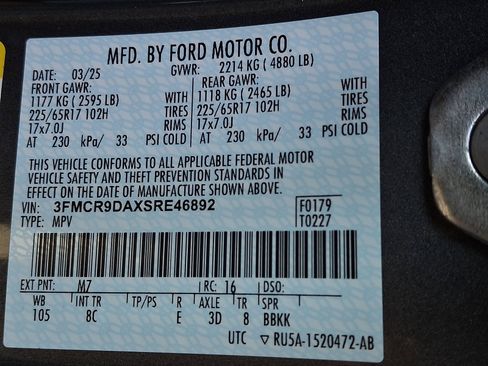 MFD. BY FORD MOTOR CO.
DATE: 03/25 GVWR: 2214 KG ( 4880 LB)
FRONT GAWR: REAR GAWR:
1177 KG ( 2595 LB) WITH 1118 KG ( 2465 LB) WITH
225/65R17 102H TIRES 225/65R17 102H TIRES
17x7.0J RIMS 17x7.0J RIMS
AT 230 kPa/ 33 PSI COLD AT 230 kPa/ 33 PSI COLD
THIS VEHICLE CONFORMS TO ALL APPLICABLE FEDERAL MOTOR
VEHICLE SAFETY AND THEFT PREVENTION STANDARDS IN
EFFECT ON THE DATE OF MANUFACTURE SHOWN ABOVE.
VIN: 3FMCR9DAXSRE46892 F0179
TYPE: MPV T0227
EXT PNT: M7 RC: 16 DSO:
WB INT TR TP/PS R AXLE TR SPR
105 8C E 3D 8 BBKK
UTC ▽ RU5A-1520472-AB